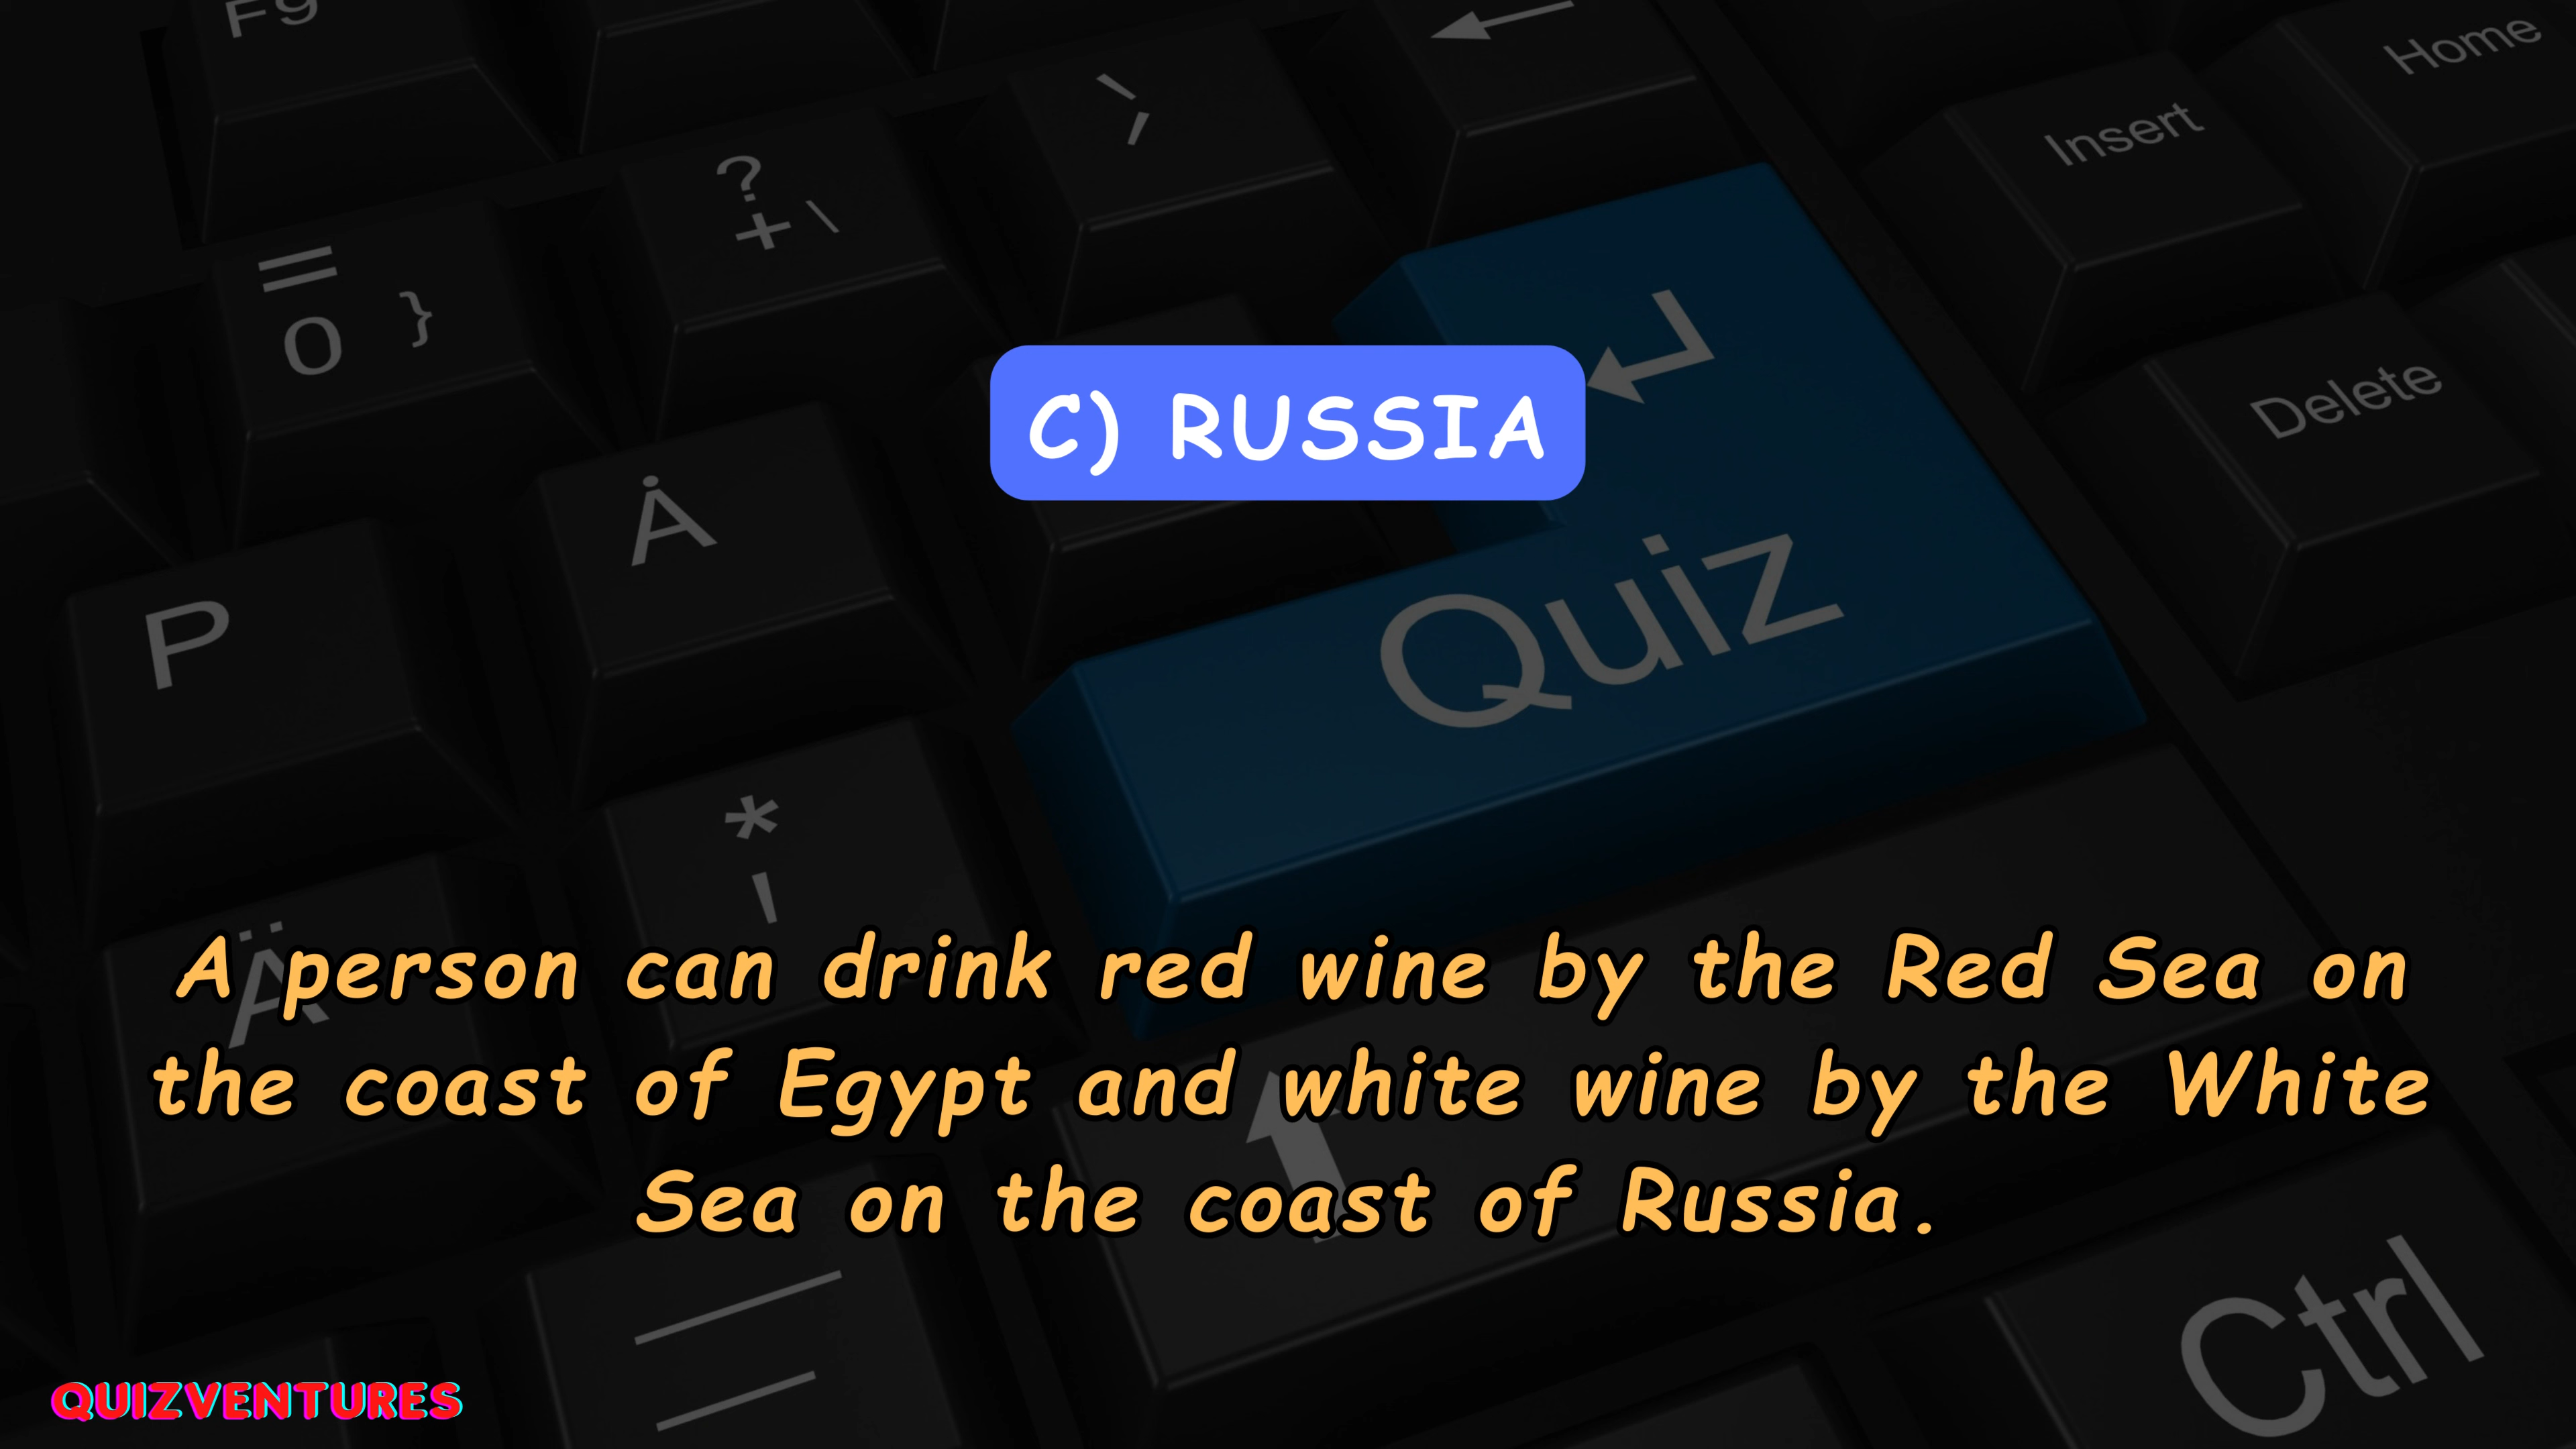 F9
Home
Insert
?
+ \
=
0 }
Delete
C) RUSSIA
Å
Quiz
P
*
'
Ä
A person can drink red wine by the Red Sea on
the coast of Egypt and white wine by the White
Sea on the coast of Russia.
Ctrl
QUIZVENTURES